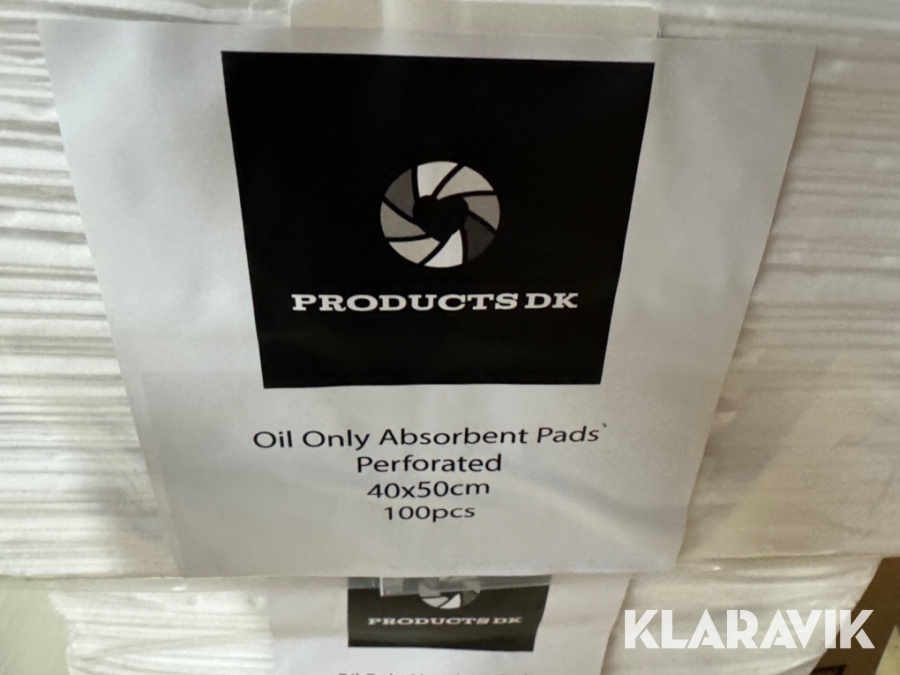 PRODUCTS DK
Oil Only Absorbent Pads
Perforated
40x50cm
100pcs
PRODUCTS DK
KLARAVIK